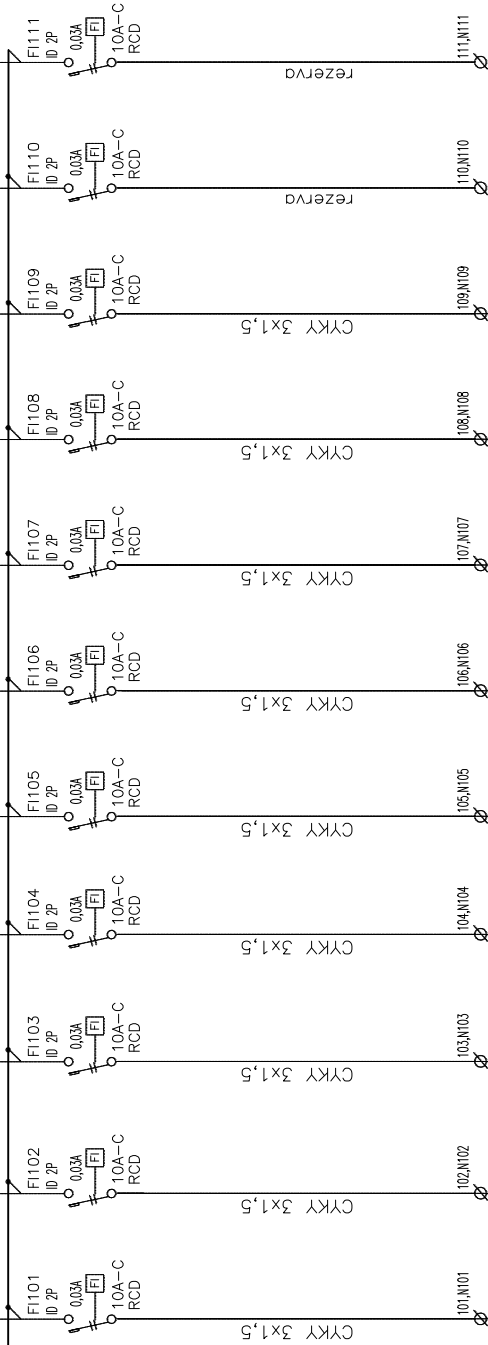 FI111
ID 2P
0,03A
FI
10A-C
RCD
rezerva
111,N111
FI110
ID 2P
0,03A
FI
10A-C
RCD
rezerva
110,N110
FI109
ID 2P
0,03A
FI
10A-C
RCD
CYKY 3x1,5
109,N109
FI108
ID 2P
0,03A
FI
10A-C
RCD
CYKY 3x1,5
108,N108
FI107
ID 2P
0,03A
FI
10A-C
RCD
CYKY 3x1,5
107,N107
FI106
ID 2P
0,03A
FI
10A-C
RCD
CYKY 3x1,5
106,N106
FI105
ID 2P
0,03A
FI
10A-C
RCD
CYKY 3x1,5
105,N105
FI104
ID 2P
0,03A
FI
10A-C
RCD
CYKY 3x1,5
104,N104
FI103
ID 2P
0,03A
FI
10A-C
RCD
CYKY 3x1,5
103,N103
FI102
ID 2P
0,03A
FI
10A-C
RCD
CYKY 3x1,5
102,N102
FI101
ID 2P
0,03A
FI
10A-C
RCD
CYKY 3x1,5
101,N101